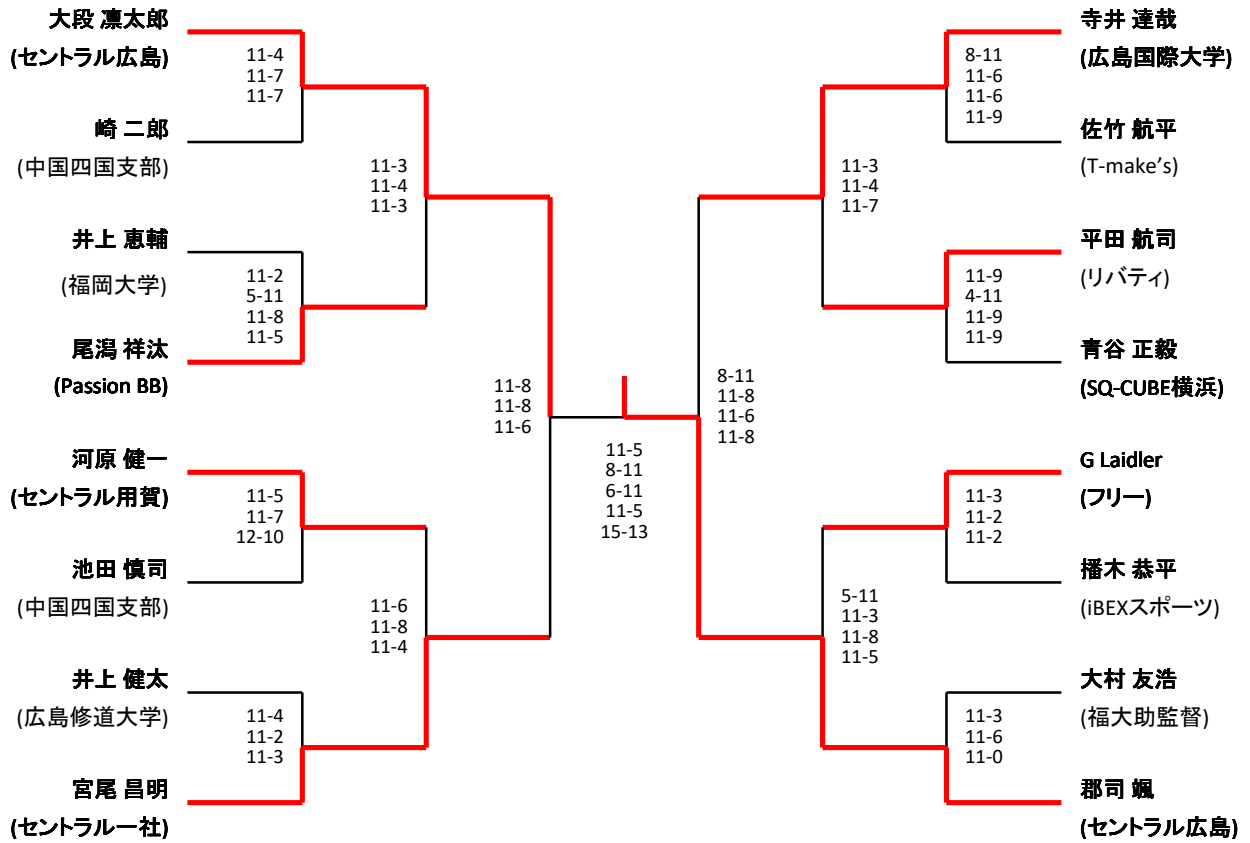 大段 凛太郎
(セントラル広島)
11-4
11-7
11-7
崎 二郎
(中国四国支部)
11-3
11-4
11-3
井上 恵輔
(福岡大学)
11-2
5-11
11-8
11-5
尾潟 祥汰
(Passion BB)
11-8
11-8
11-6
河原 健一
(セントラル用賀)
11-5
11-7
12-10
池田 慎司
(中国四国支部)
11-6
11-8
11-4
井上 健太
(広島修道大学)
11-4
11-2
11-3
宮尾 昌明
(セントラル一社)
11-5
8-11
6-11
11-5
15-13
寺井 達哉
(広島国際大学)
8-11
11-6
11-6
11-9
佐竹 航平
(T-make's)
11-3
11-4
11-7
平田 航司
(リバティ)
11-9
4-11
11-9
11-9
青谷 正毅
(SQ-CUBE横浜)
8-11
11-8
11-6
11-8
G Laidler
(フリー)
11-3
11-2
11-2
播木 恭平
(iBEXスポーツ)
5-11
11-3
11-8
11-5
大村 友浩
(福大助監督)
11-3
11-6
11-0
郡司 颯
(セントラル広島)